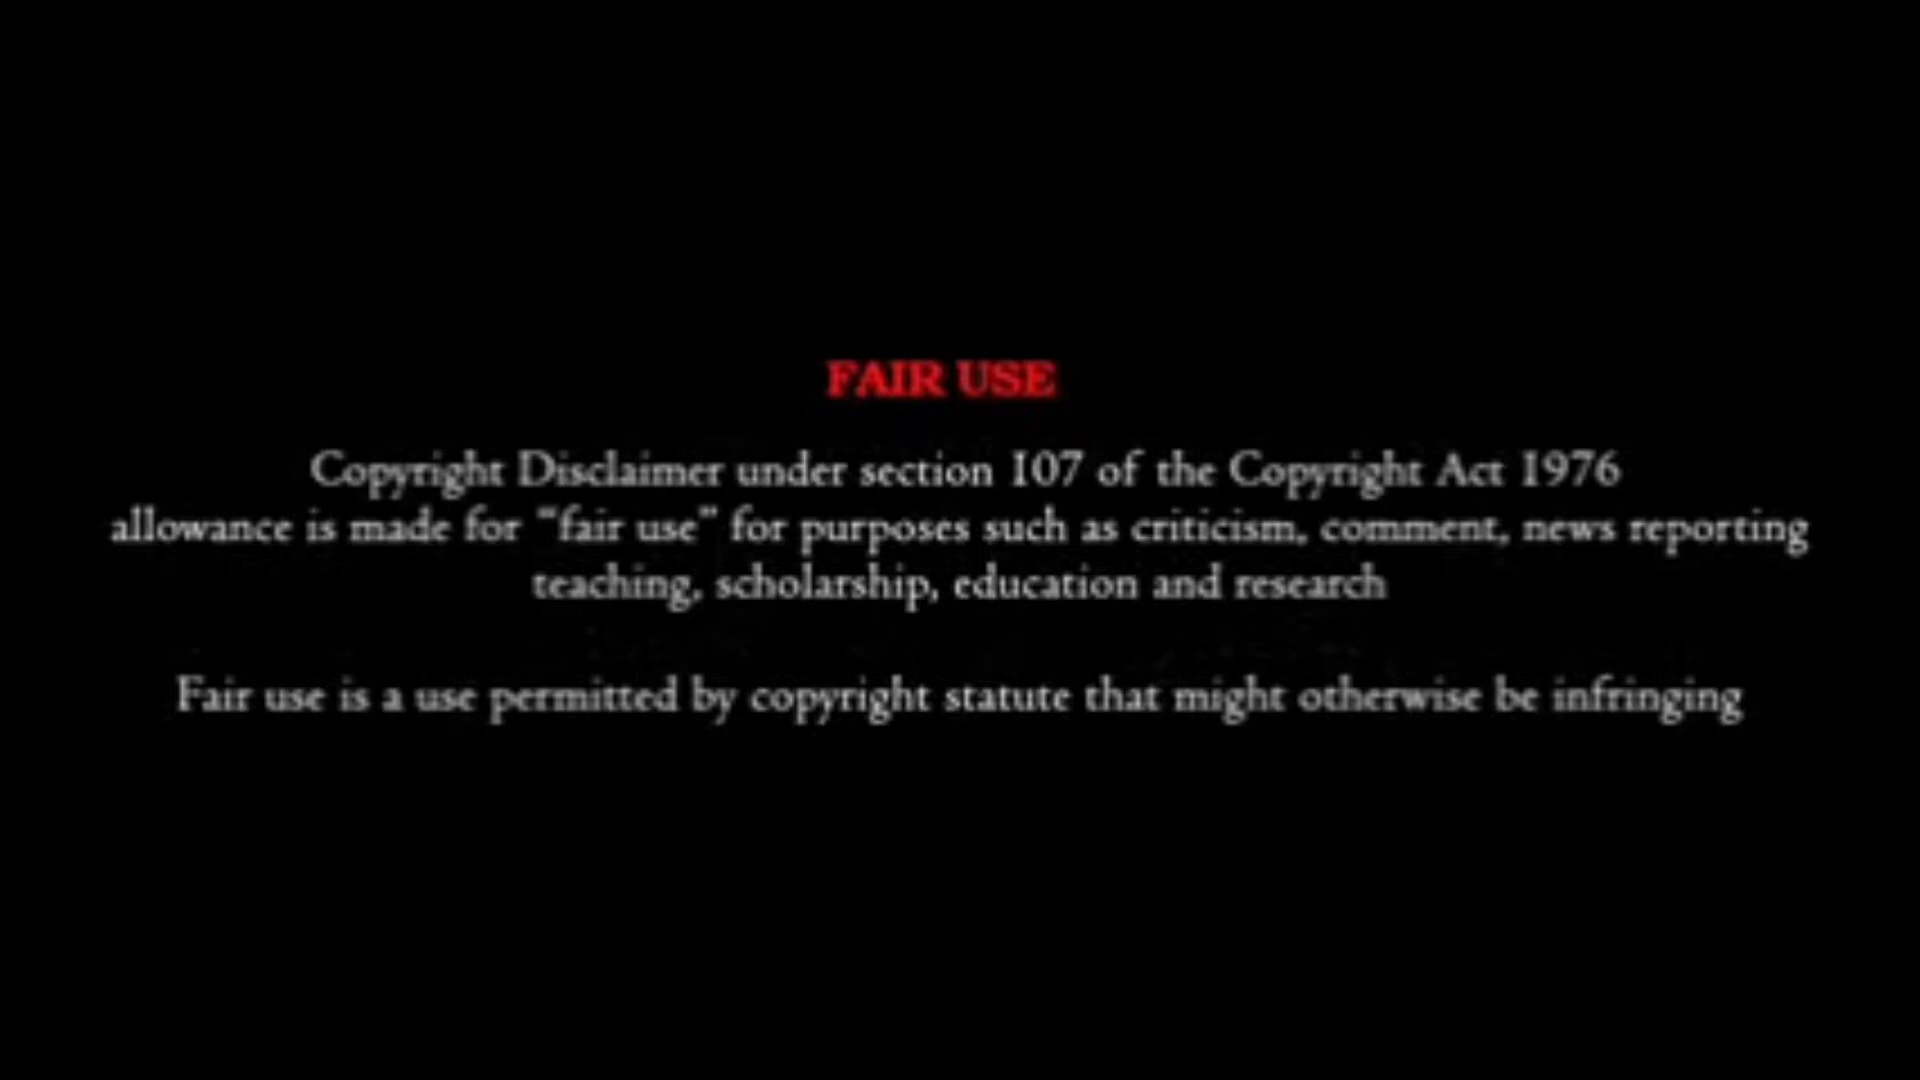 FAIR USE
Copyright Disclaimer under section 107 of the Copyright Act 1976
allowance is made for “fair use” for purposes such as criticism, comment, news reporting
teaching, scholarship, education and research
Fair use is a use permitted by copyright statute that might otherwise be infringing